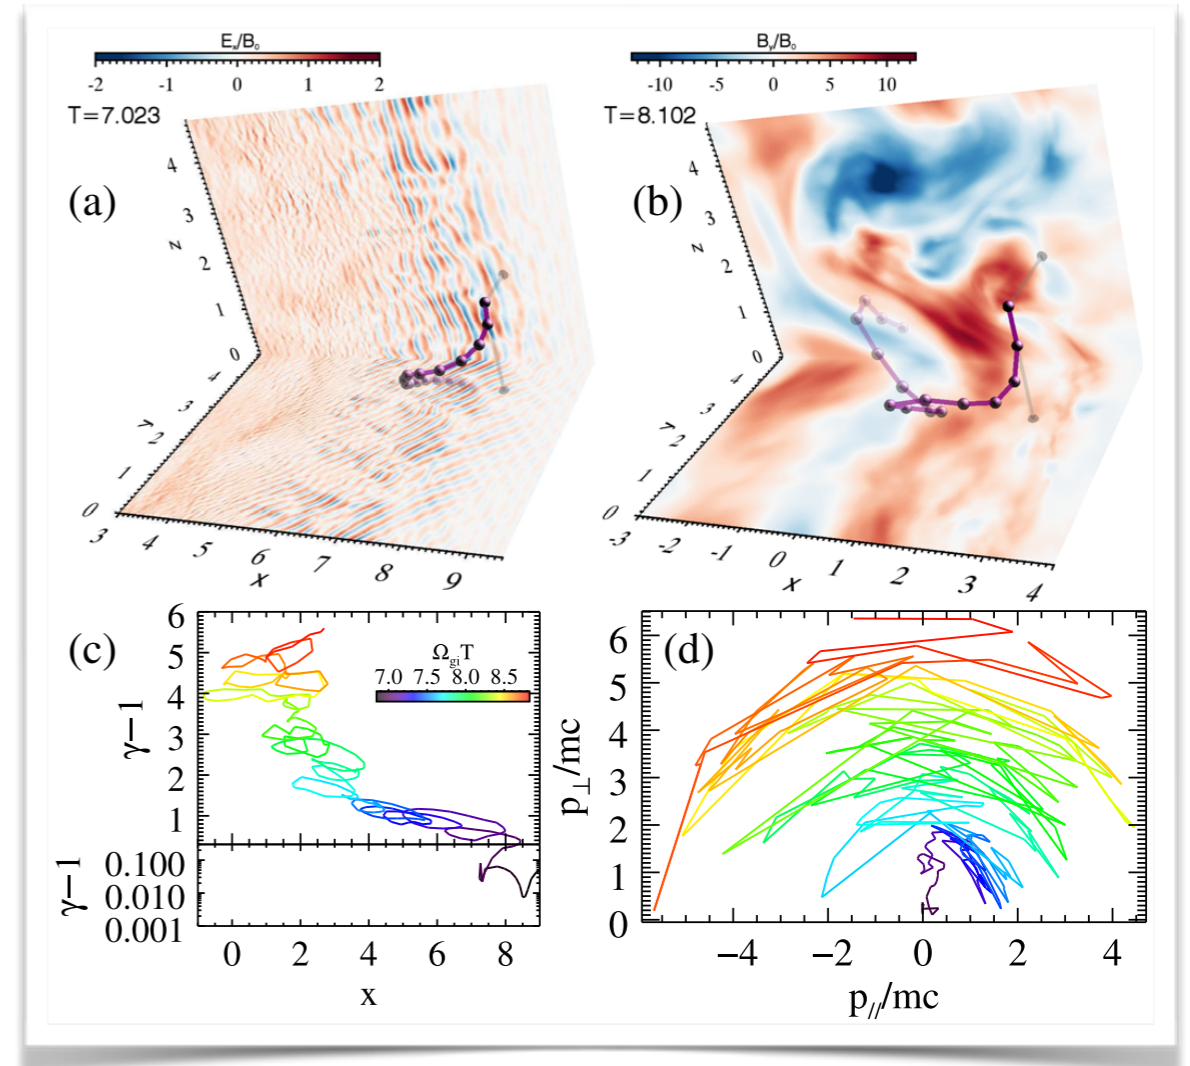 Eₓ/B₀
-2 -1 0 1 2
T=7.023
(a)
z
4
3
2
1
0
y
4
3
2
1
0
3 4 5 6 7 8 9
x
B_y/B₀
-10 -5 0 5 10
T=8.102
(b)
z
4
3
2
1
0
y
4
3
2
1
0
-3 -2 -1 0 1 2 3 4
x
(c)
Ω_giT
7.0 7.5 8.0 8.5
γ−1
6
5
4
3
2
1
γ−1
0.100
0.010
0.001
0 2 4 6 8
x
(d)
p⊥/mc
6
5
4
3
2
1
0
−4 −2 0 2 4
p//mc